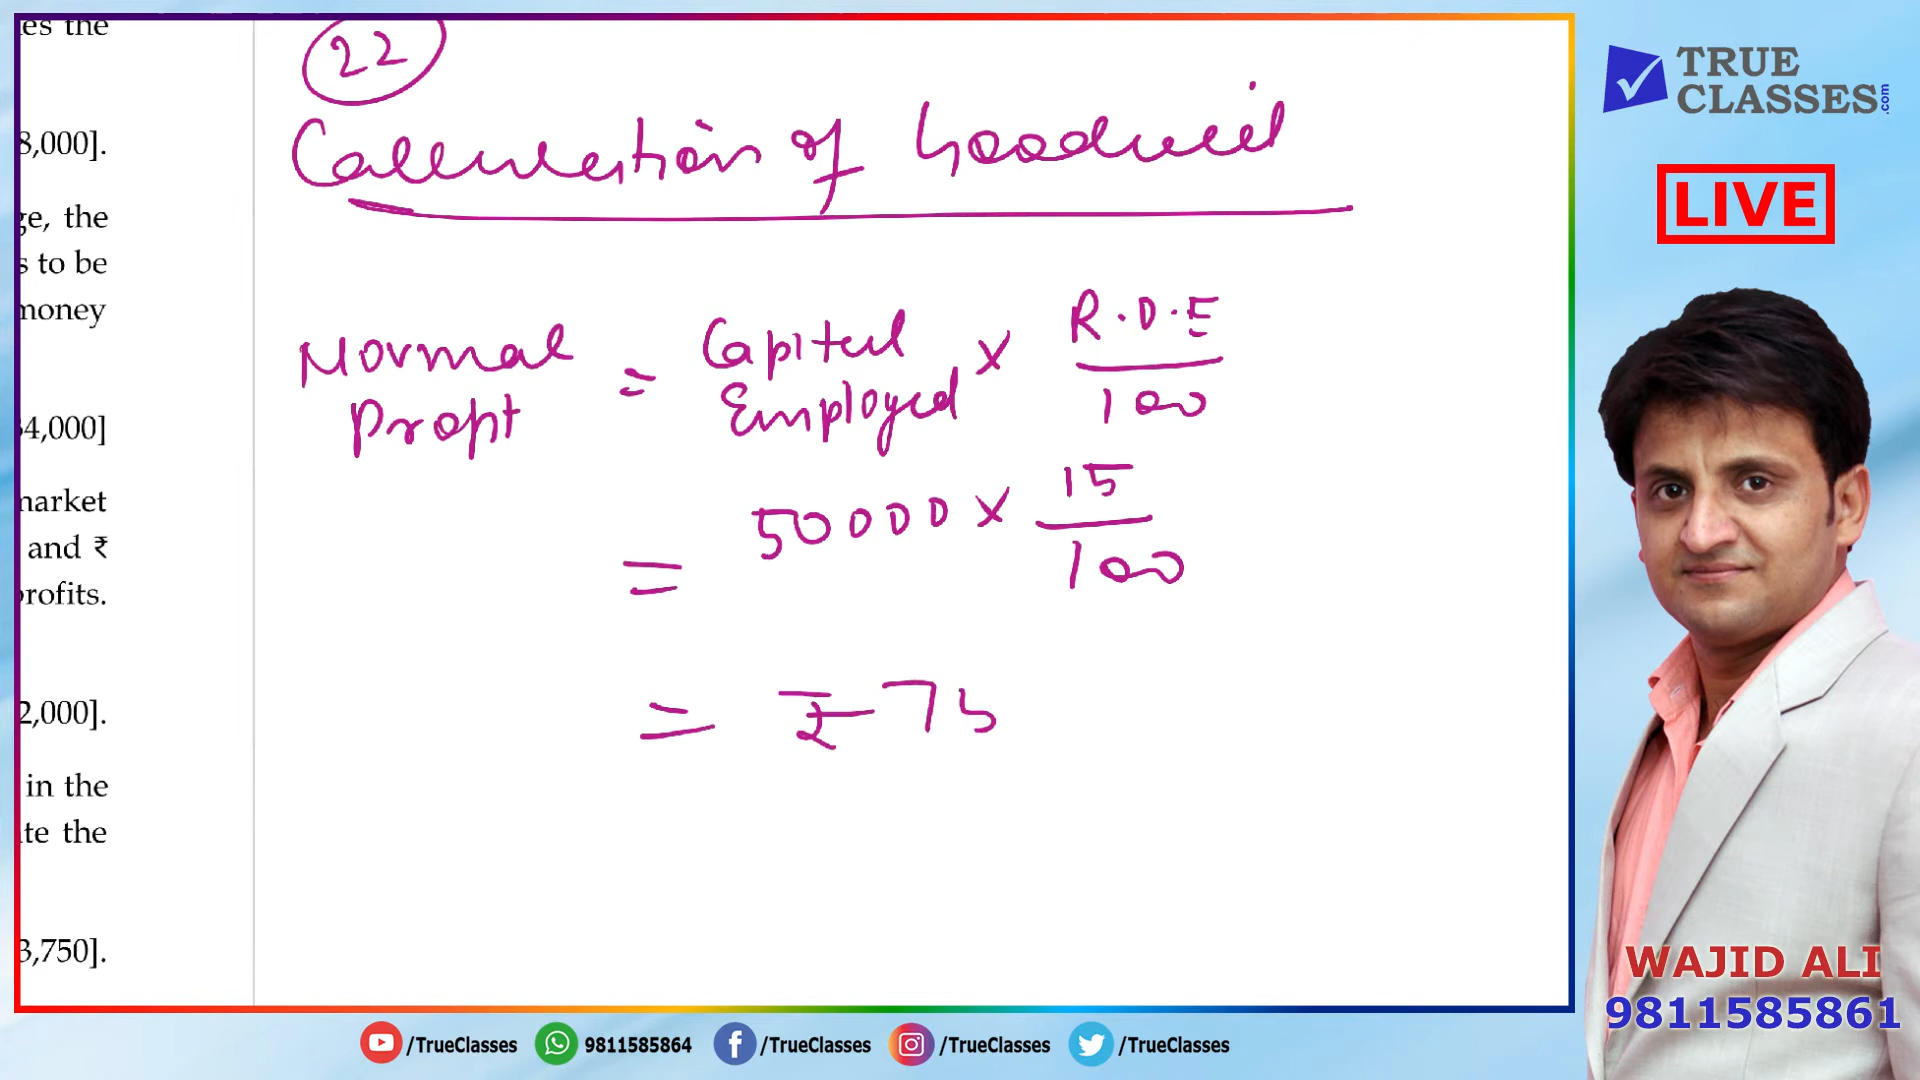 es the
8,000].
ge, the
s to be
money
4,000]
market
and ₹
profits.
2,000].
in the
te the
3,750].
22
Calculation of Goodwill
Normal Profit = Capital Employed × R.O.E / 100
= 50000 × 15 / 100
= ₹ 75
TRUE
CLASSES.com
LIVE
WAJID ALI
9811585861
/TrueClasses 9811585864 /TrueClasses /TrueClasses /TrueClasses